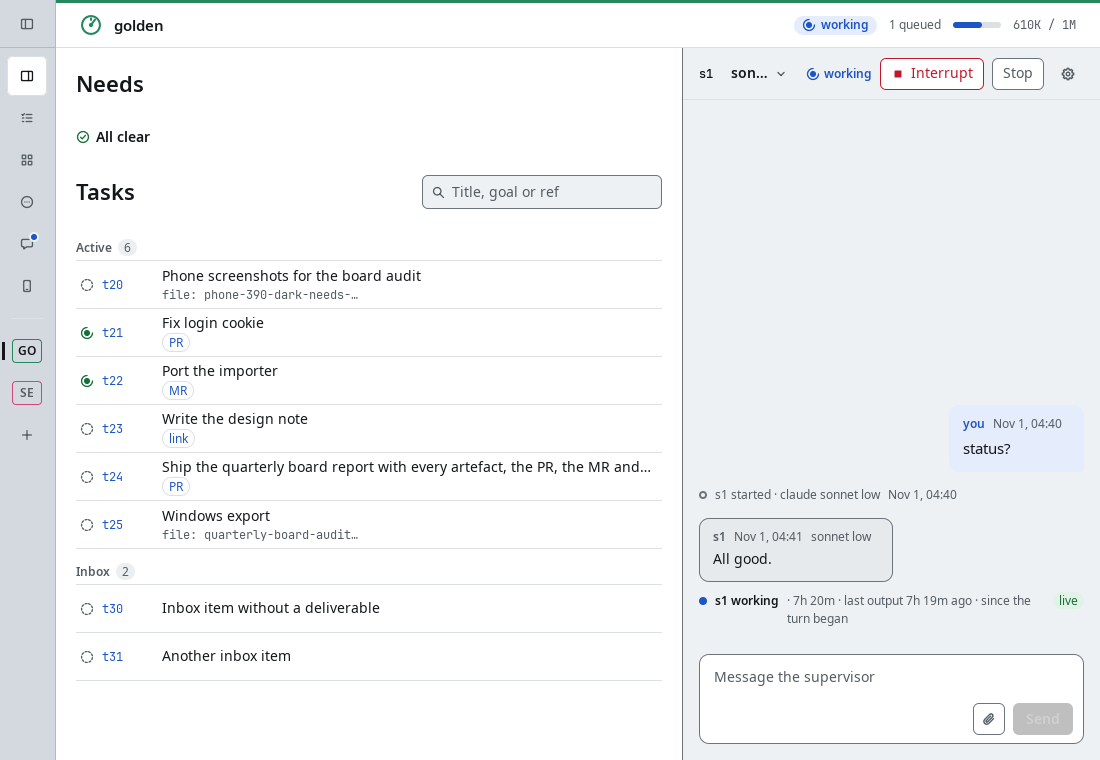 golden
working
1 queued
610K / 1M
Needs
All clear
Tasks
Title, goal or ref
Active 6
t20
Phone screenshots for the board audit
file: phone-390-dark-needs-…
t21
Fix login cookie
PR
t22
Port the importer
MR
t23
Write the design note
link
t24
Ship the quarterly board report with every artefact, the PR, the MR and…
PR
t25
Windows export
file: quarterly-board-audit…
Inbox 2
t30
Inbox item without a deliverable
t31
Another inbox item
GO
SE
s1 son…
working
Interrupt
Stop
you Nov 1, 04:40
status?
s1 started · claude sonnet low Nov 1, 04:40
s1 Nov 1, 04:41 sonnet low
All good.
s1 working · 7h 20m · last output 7h 19m ago · since the
turn began
live
Message the supervisor
Send